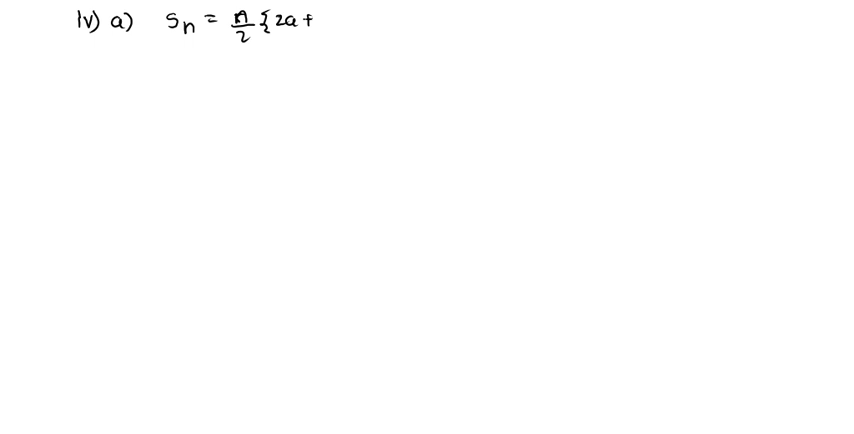 iv) a) Sn = n/2 {2a +